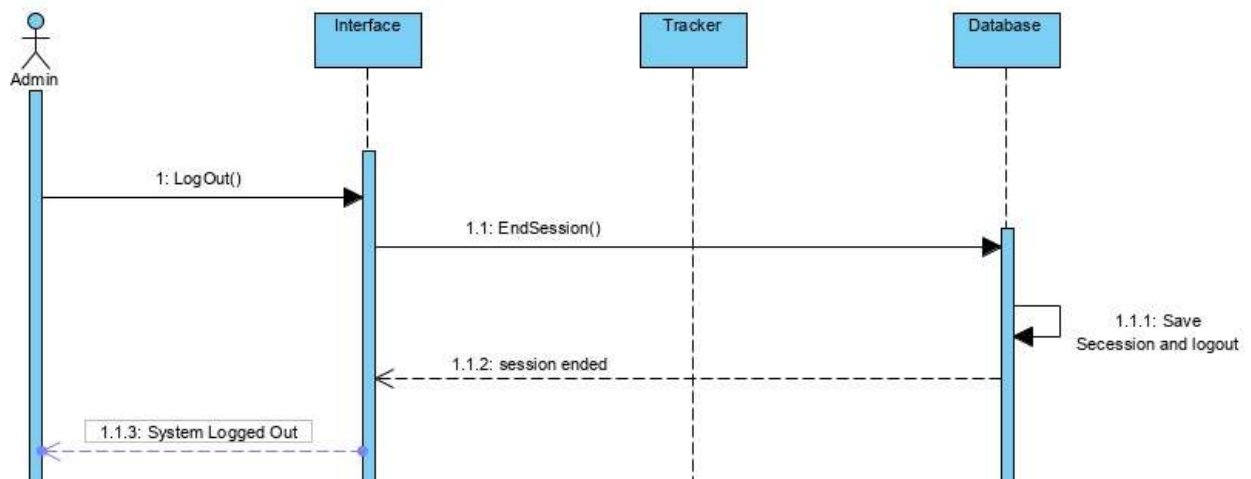 Interface
Tracker
Database
Admin
1: LogOut()
1.1: EndSession()
1.1.1: Save
Secession and logout
1.1.2: session ended
1.1.3: System Logged Out